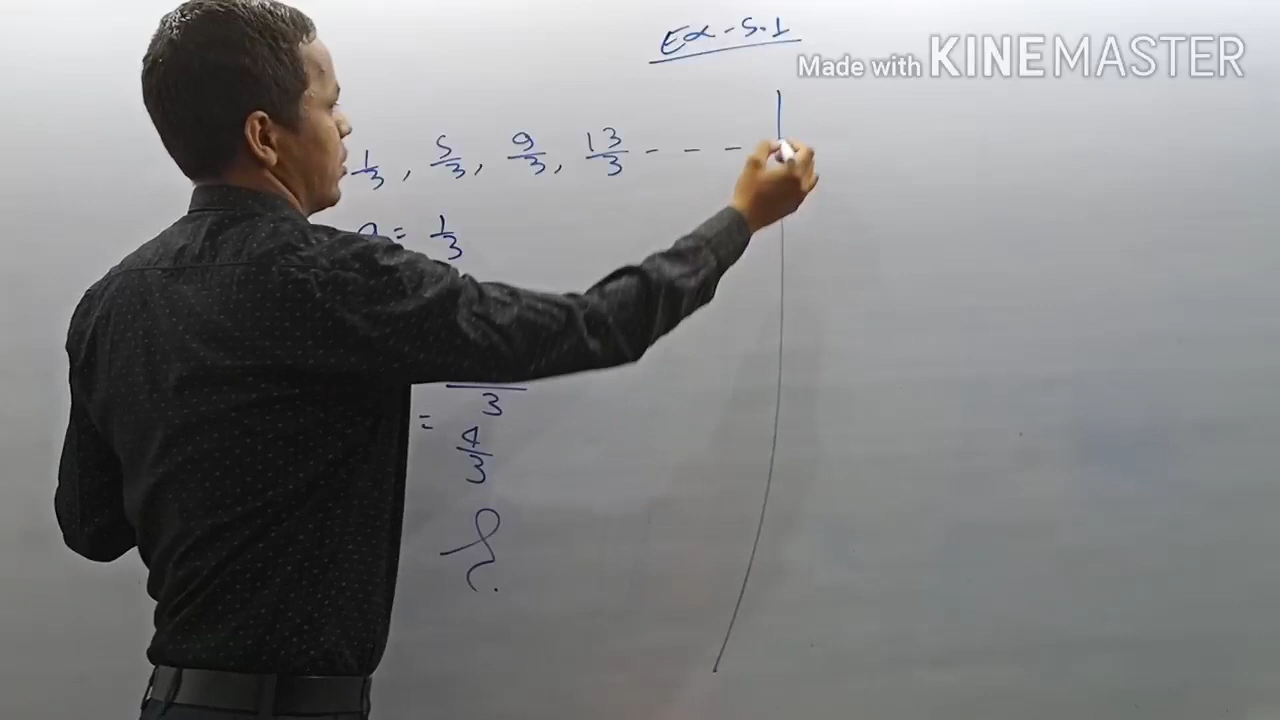 Ex - 5.1
Made with KINEMASTER
1/3, 5/3, 9/3, 13/3 - - -
a = 1/3
3
= 4/3